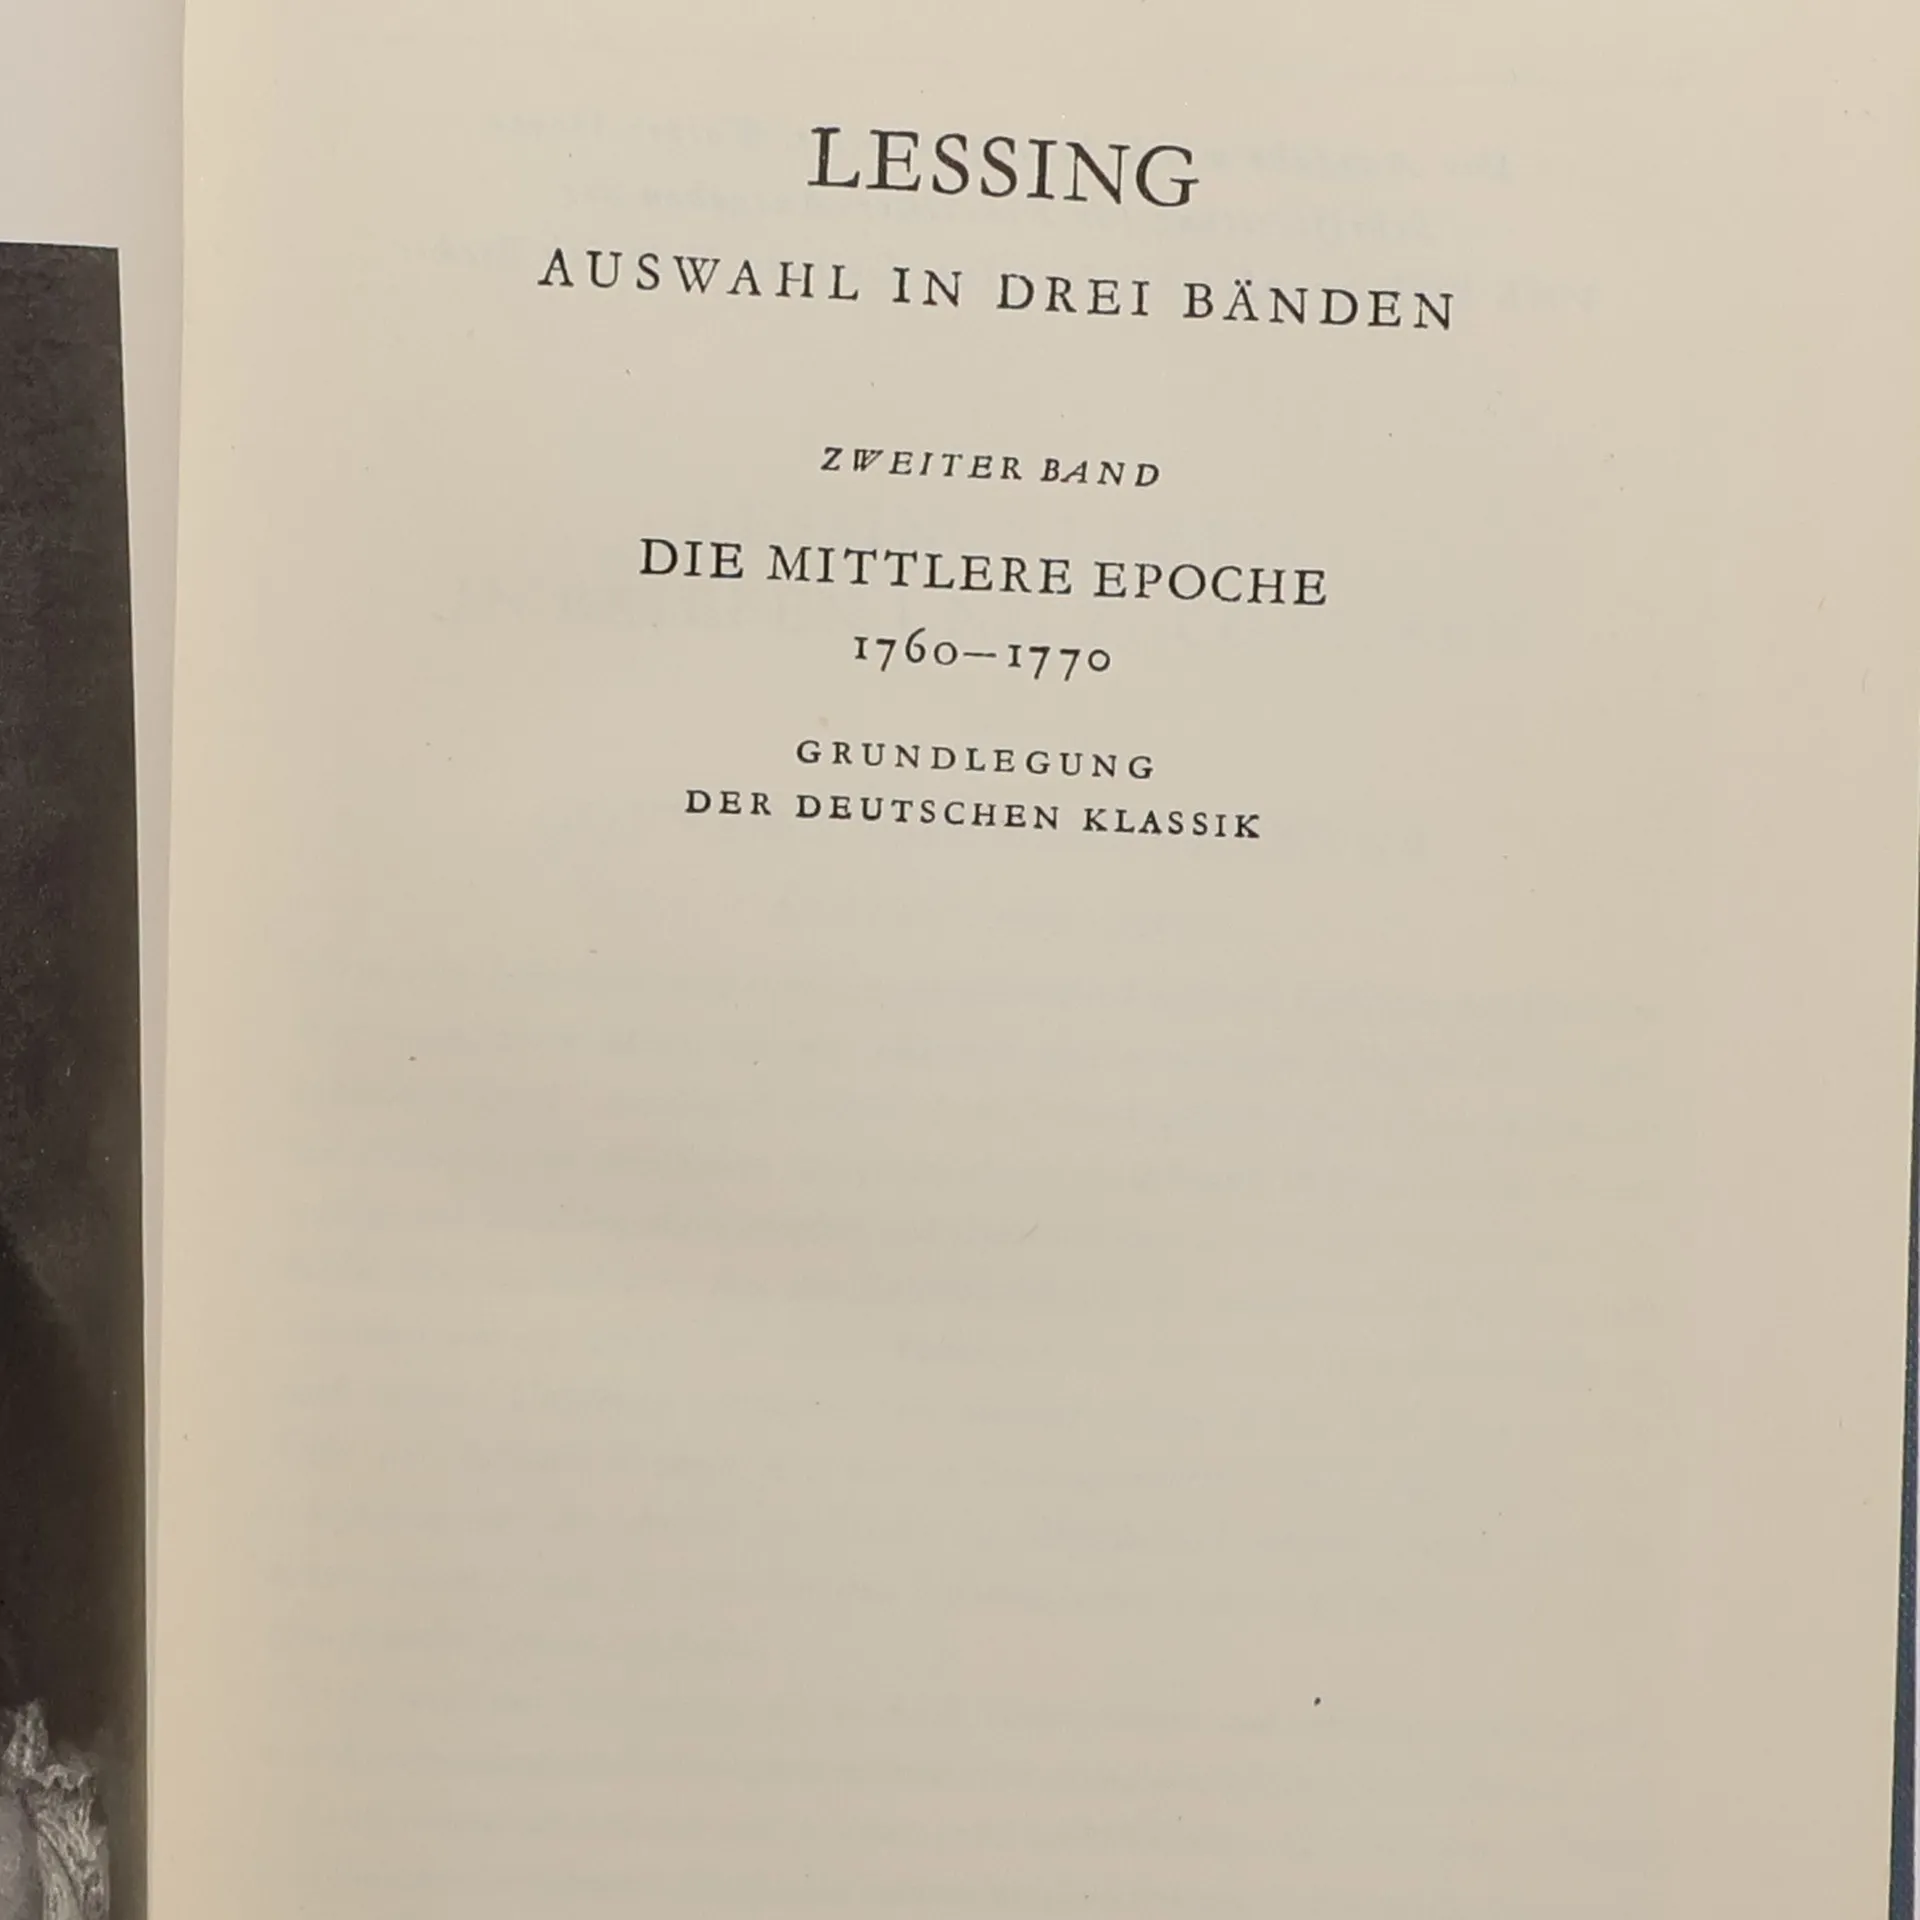 LESSING
AUSWAHL IN DREI BÄNDEN
ZWEITER BAND
DIE MITTLERE EPOCHE
1760—1770
GRUNDLEGUNG
DER DEUTSCHEN KLASSIK